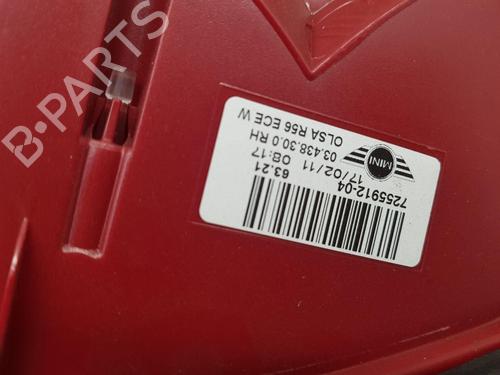 B-PARTS
63.21
7255912-04
08:17
17/02/11
MINI
03.438.30.0 RH
OLSA R56 ECE W